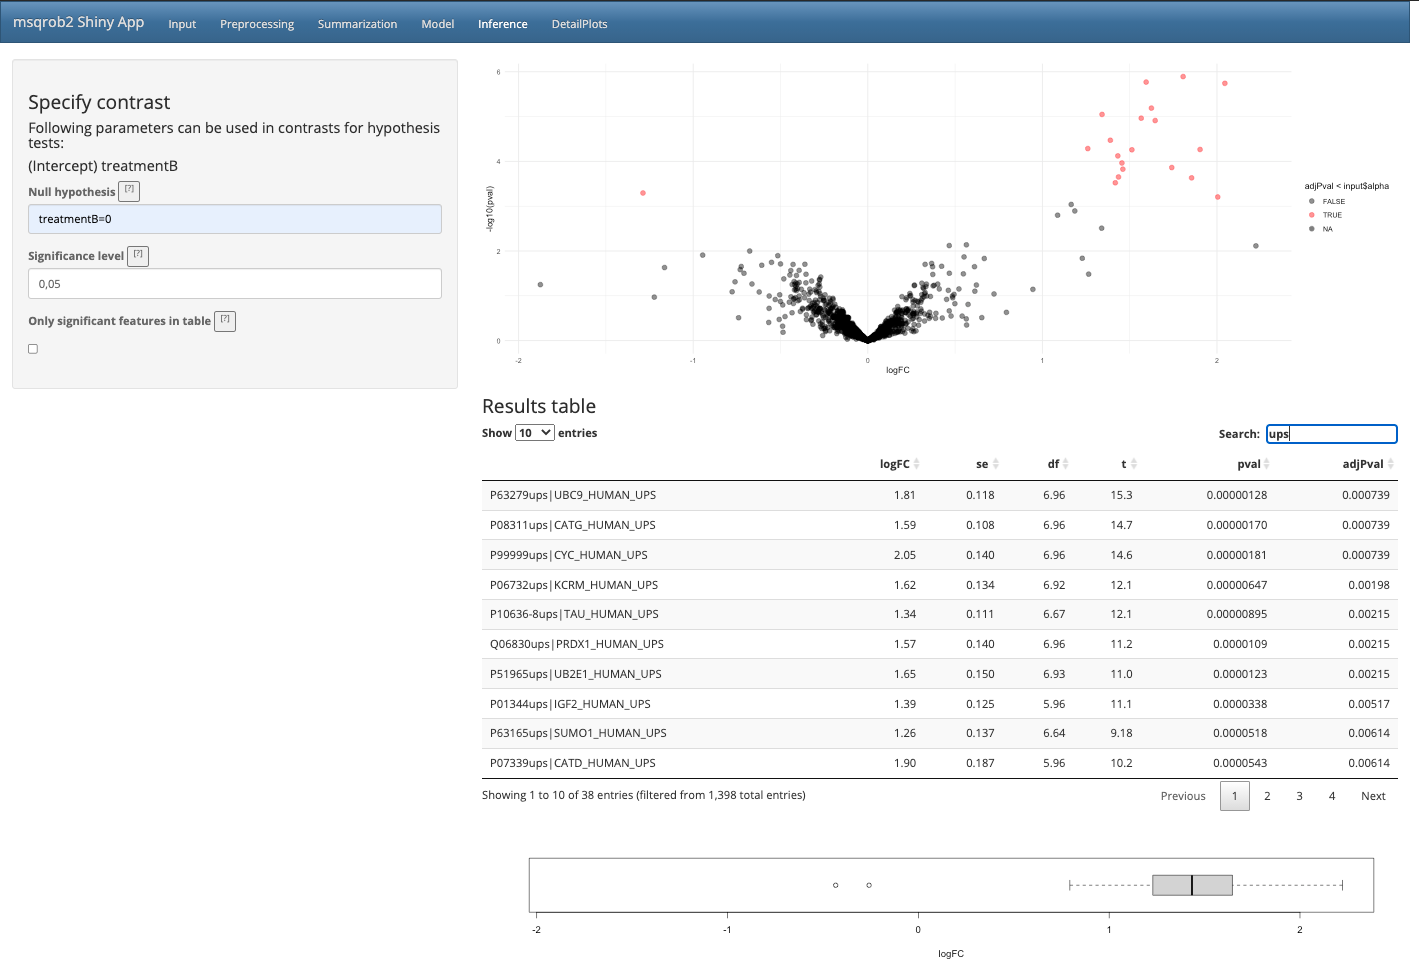 msqrob2 Shiny App Input Preprocessing Summarization Model Inference DetailPlots
Specify contrast
Following parameters can be used in contrasts for hypothesis
tests:
(Intercept) treatmentB
Null hypothesis [?]
treatmentB=0
Significance level [?]
0,05
Only significant features in table [?]
6
4
2
0
-log10(pval)
-2 -1 0 1 2
logFC
adjPval < input$alpha
FALSE
TRUE
NA
Results table
Show 10 entries
Search: ups
logFC se df t pval adjPval
P63279ups|UBC9_HUMAN_UPS 1.81 0.118 6.96 15.3 0.00000128 0.000739
P08311ups|CATG_HUMAN_UPS 1.59 0.108 6.96 14.7 0.00000170 0.000739
P99999ups|CYC_HUMAN_UPS 2.05 0.140 6.96 14.6 0.00000181 0.000739
P06732ups|KCRM_HUMAN_UPS 1.62 0.134 6.92 12.1 0.00000647 0.00198
P10636-8ups|TAU_HUMAN_UPS 1.34 0.111 6.67 12.1 0.00000895 0.00215
Q06830ups|PRDX1_HUMAN_UPS 1.57 0.140 6.96 11.2 0.0000109 0.00215
P51965ups|UB2E1_HUMAN_UPS 1.65 0.150 6.93 11.0 0.0000123 0.00215
P01344ups|IGF2_HUMAN_UPS 1.39 0.125 5.96 11.1 0.0000338 0.00517
P63165ups|SUMO1_HUMAN_UPS 1.26 0.137 6.64 9.18 0.0000518 0.00614
P07339ups|CATD_HUMAN_UPS 1.90 0.187 5.96 10.2 0.0000543 0.00614
Showing 1 to 10 of 38 entries (filtered from 1,398 total entries)
Previous 1 2 3 4 Next
-2 -1 0 1 2
logFC